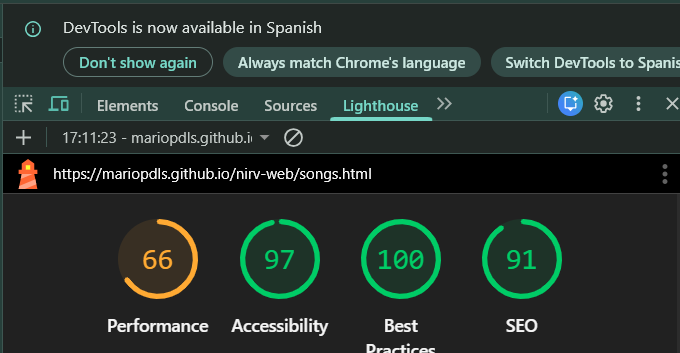 DevTools is now available in Spanish
Don't show again Always match Chrome's language Switch DevTools to Spanis
Elements Console Sources Lighthouse
17:11:23 - mariopdls.github.i
https://mariopdls.github.io/nirv-web/songs.html
66 97 100 91
Performance Accessibility Best Practices SEO